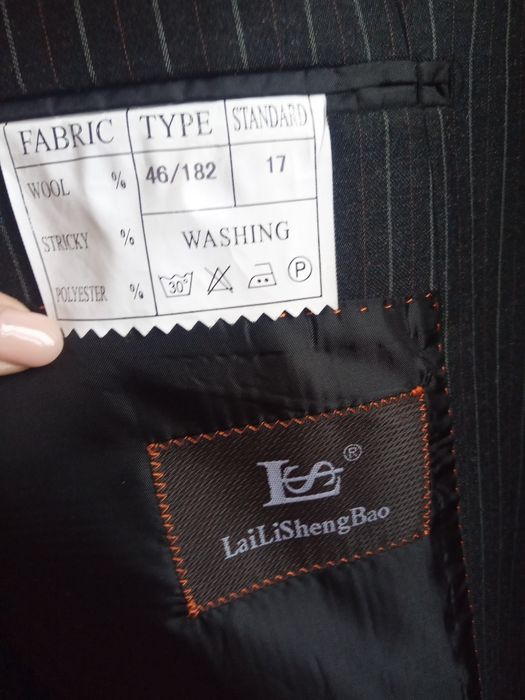 FABRIC TYPE STANDARD
WOOL % 46/182 17
STRICKY % WASHING
POLYESTER % 30° P
LS ®
LaiLiShengBao